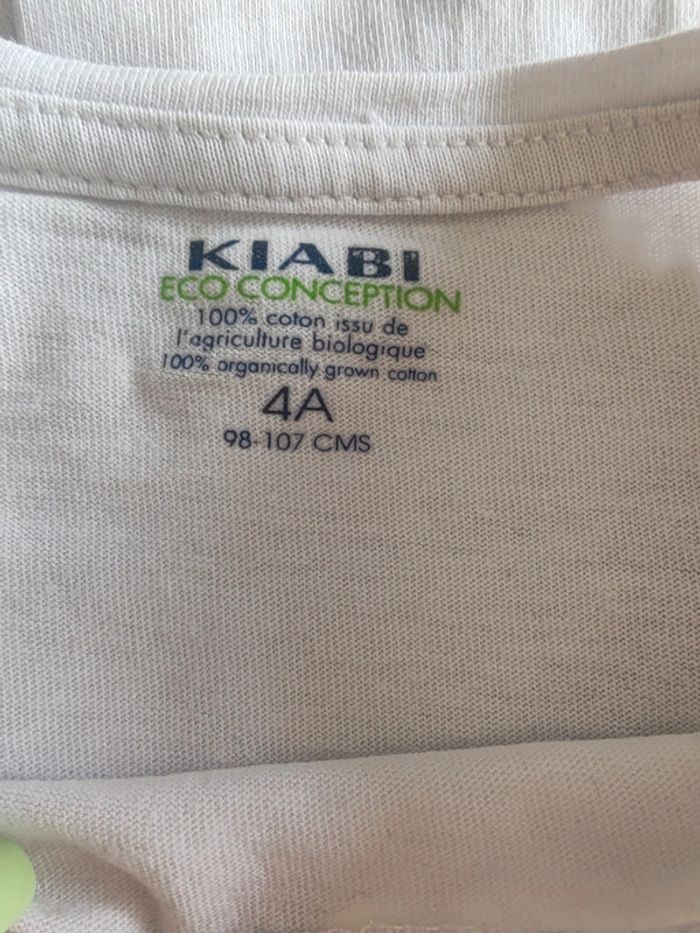 KIABI
ECO CONCEPTION
100% coton issu de
l'agriculture biologique
100% organically grown cotton
4A
98-107 CMS